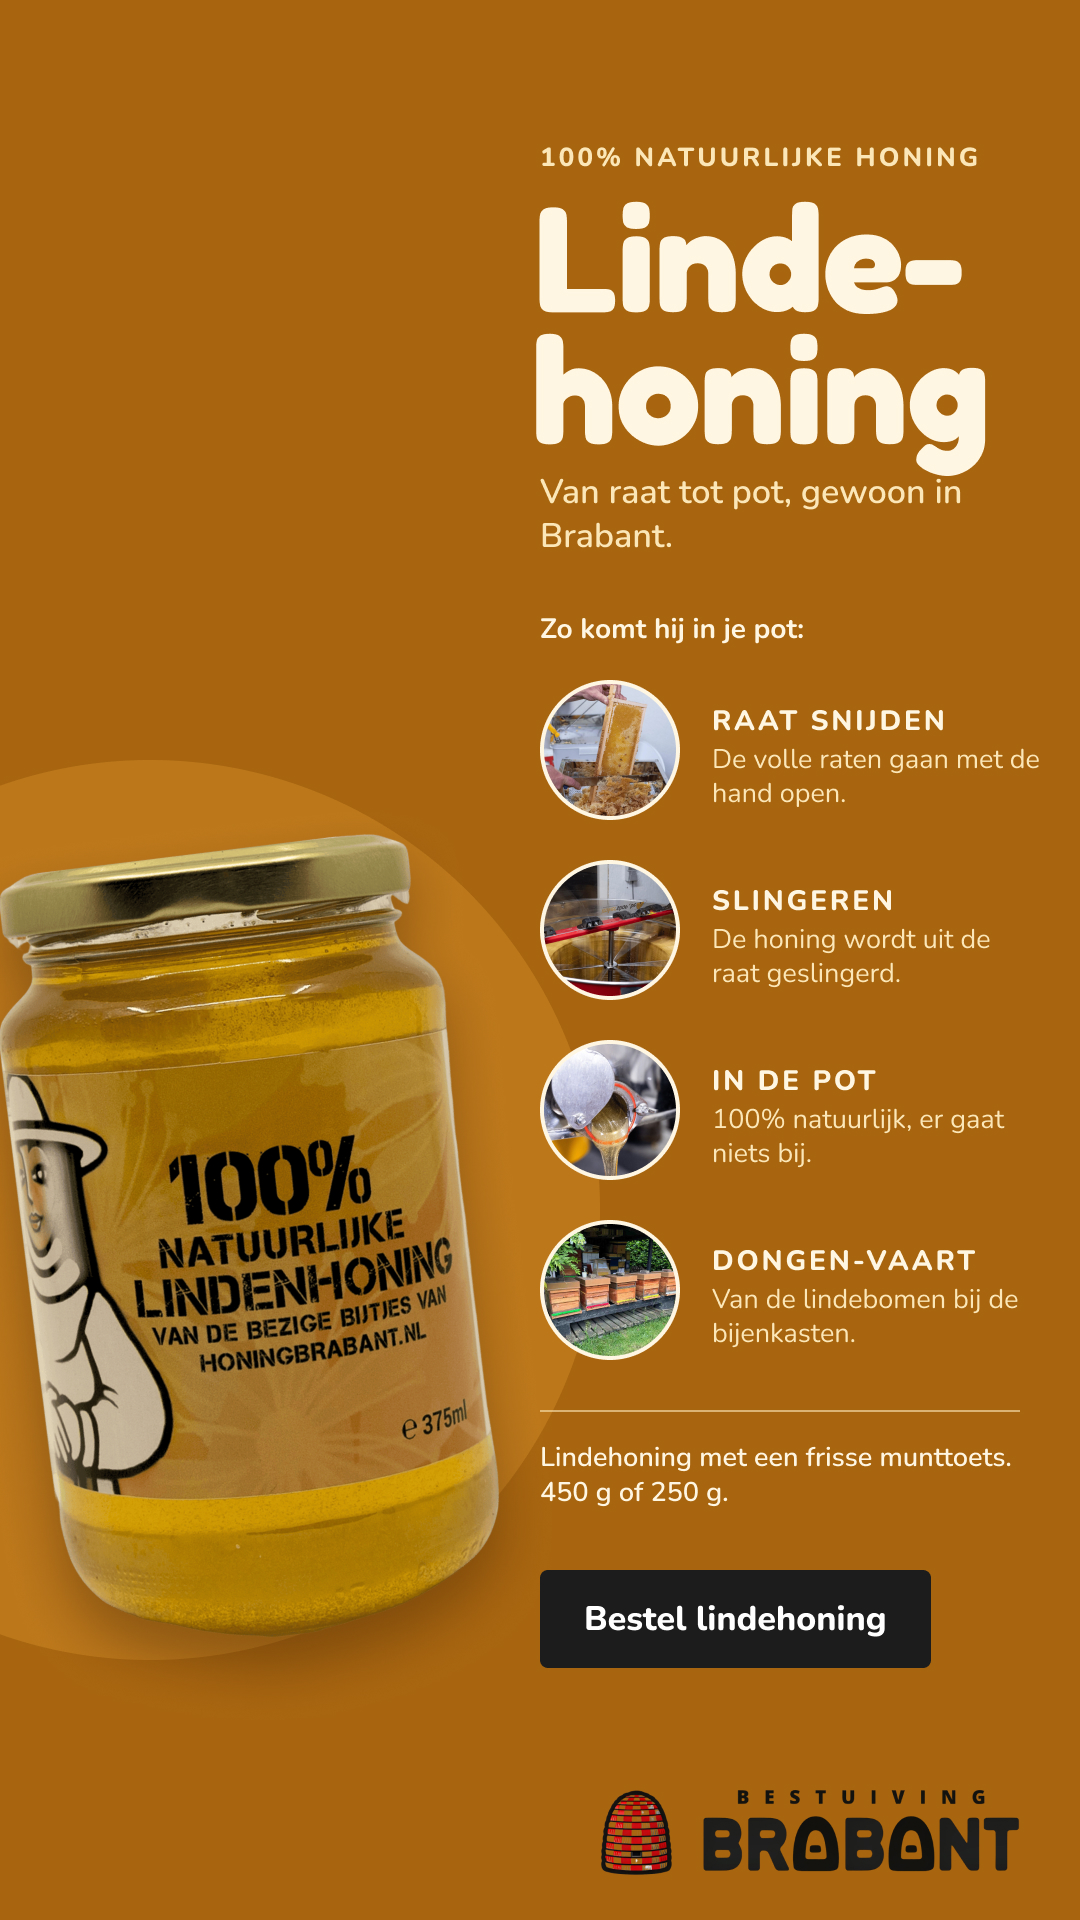 100% NATUURLIJKE HONING
Linde-
honing
Van raat tot pot, gewoon in
Brabant.
Zo komt hij in je pot:
RAAT SNIJDEN
De volle raten gaan met de
hand open.
SLINGEREN
De honing wordt uit de
raat geslingerd.
IN DE POT
100% natuurlijk, er gaat
niets bij.
DONGEN-VAART
Van de lindebomen bij de
bijenkasten.
100%
NATUURLIJKE
LINDENHONING
VAN DE BEZIGE BIJTJES VAN
HONINGBRABANT.NL
℮ 375ml
Lindehoning met een frisse munttoets.
450 g of 250 g.
Bestel lindehoning
BESTUIVING
BRABANT